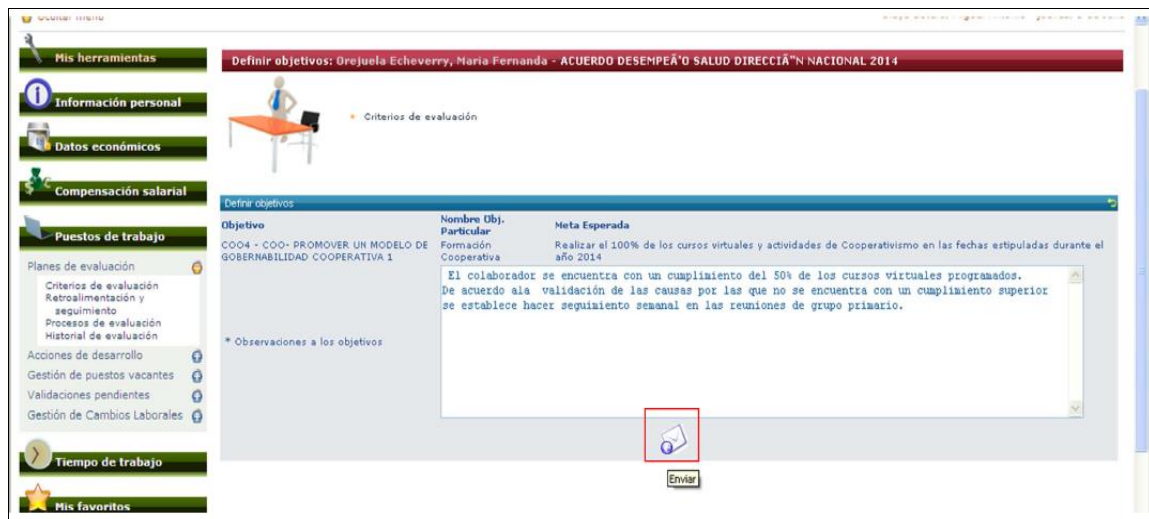 Mis herramientas
Información personal
Datos económicos
Compensación salarial
Puestos de trabajo
Planes de evaluación
Criterios de evaluación
Retroalimentación y
seguimiento
Procesos de evaluación
Historial de evaluación
Acciones de desarrollo
Gestión de puestos vacantes
Validaciones pendientes
Gestión de Cambios Laborales
Tiempo de trabajo
Mis favoritos
Definir objetivos: Orejuela Echeverry, Maria Fernanda - ACUERDO DESEMPEÃ'O SALUD DIRECCIÃ"N NACIONAL 2014
Criterios de evaluación
Definir objetivos
Objetivo
Nombre Obj.
Particular
Meta Esperada
COO4 - COO- PROMOVER UN MODELO DE
GOBERNABILIDAD COOPERATIVA 1
Formación
Cooperativa
Realizar el 100% de los cursos virtuales y actividades de Cooperativismo en las fechas estipuladas durante el
año 2014
* Observaciones a los objetivos
El colaborador se encuentra con un cumplimiento del 50% de los cursos virtuales programados.
De acuerdo ala validación de las causas por las que no se encuentra con un cumplimiento superior
se establece hacer seguimiento semanal en las reuniones de grupo primario.
Enviar